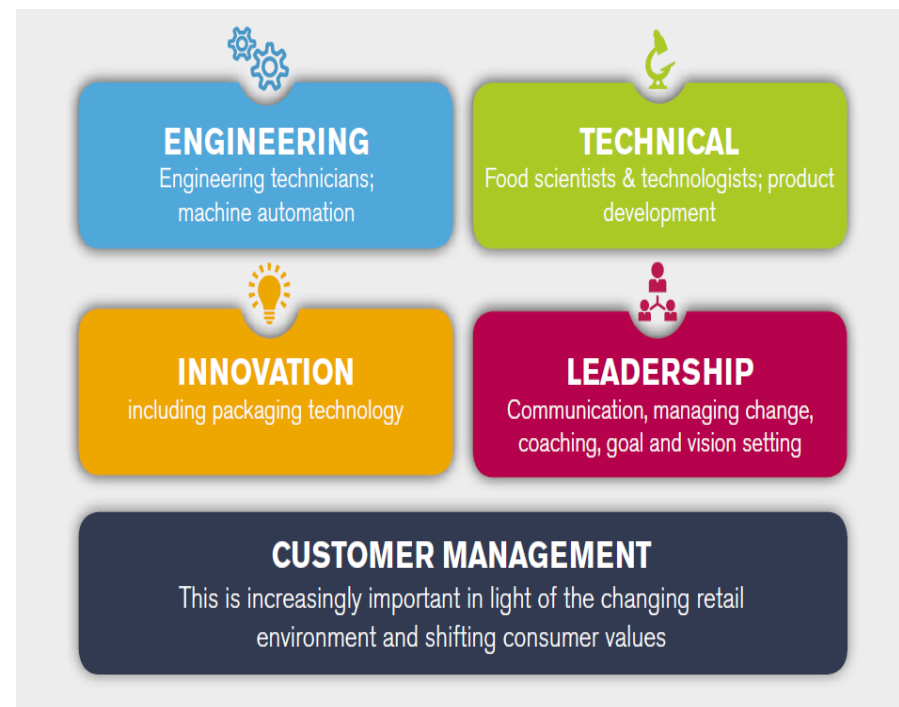 ENGINEERING
Engineering technicians;
machine automation
TECHNICAL
Food scientists & technologists; product
development
INNOVATION
including packaging technology
LEADERSHIP
Communication, managing change,
coaching, goal and vision setting
CUSTOMER MANAGEMENT
This is increasingly important in light of the changing retail
environment and shifting consumer values